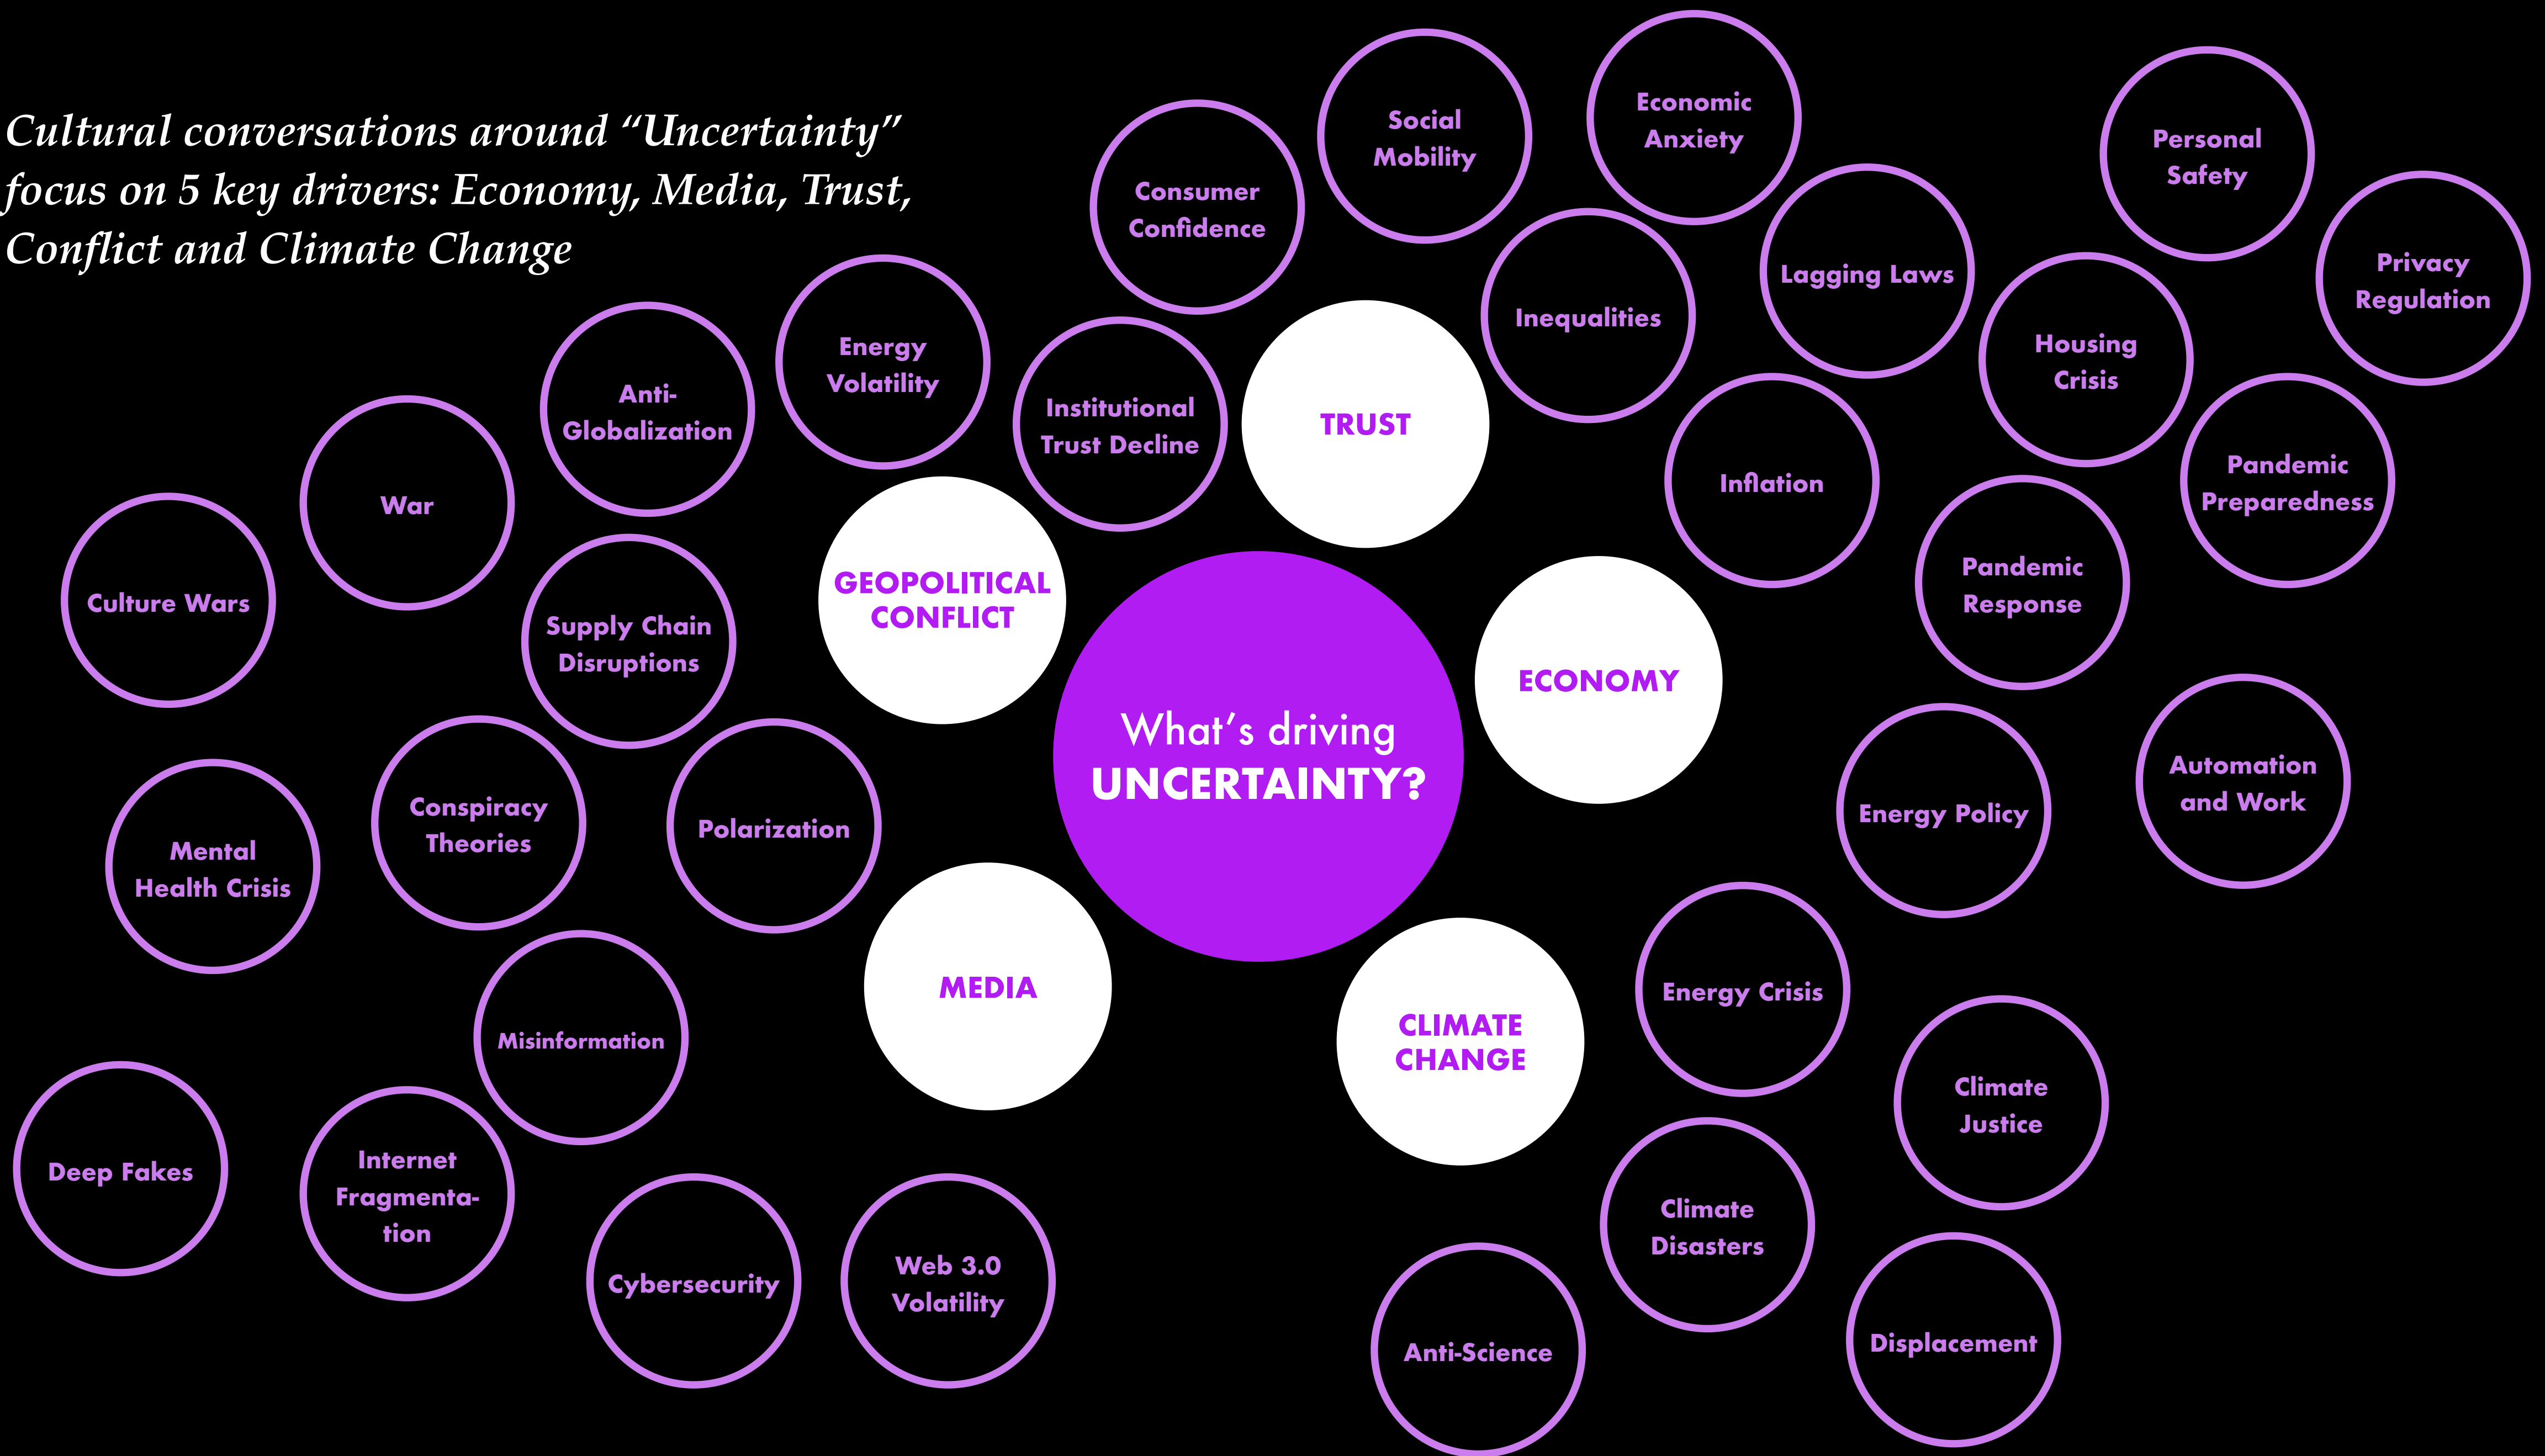 Cultural conversations around “Uncertainty”
focus on 5 key drivers: Economy, Media, Trust,
Conflict and Climate Change
Social
Mobility
Economic
Anxiety
Personal
Safety
Consumer
Confidence
Lagging Laws
Privacy
Regulation
Inequalities
Housing
Crisis
Energy
Volatility
Anti-
Globalization
Institutional
Trust Decline
TRUST
Inflation
Pandemic
Preparedness
War
Culture Wars
GEOPOLITICAL
CONFLICT
Pandemic
Response
Supply Chain
Disruptions
ECONOMY
What’s driving
UNCERTAINTY?
Automation
and Work
Energy Policy
Conspiracy
Theories
Polarization
Mental
Health Crisis
MEDIA
Energy Crisis
CLIMATE
CHANGE
Misinformation
Climate
Justice
Deep Fakes
Internet
Fragmenta-
tion
Climate
Disasters
Cybersecurity
Web 3.0
Volatility
Anti-Science
Displacement